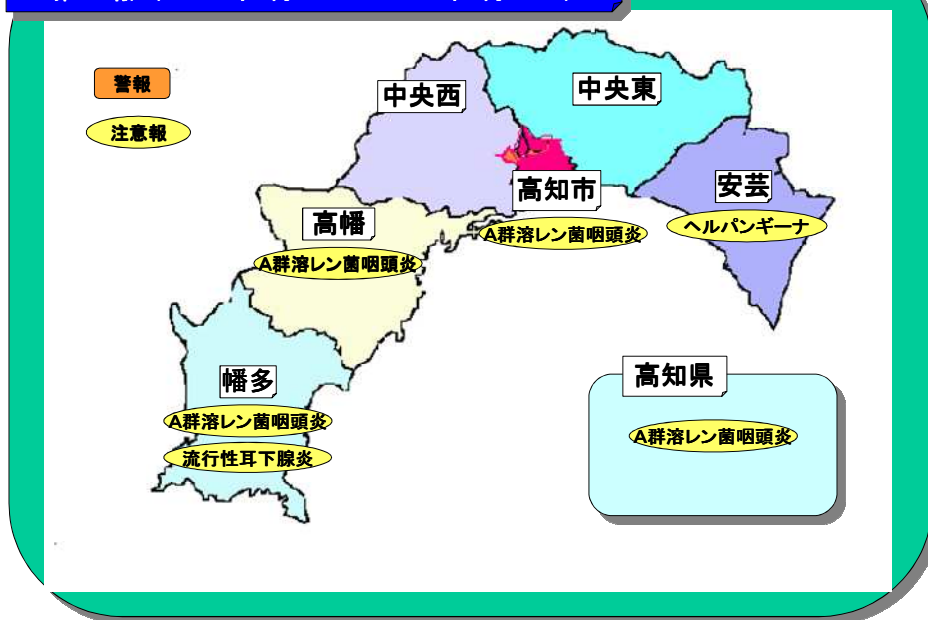 警報
注意報
中央西
中央東
高知市
A群溶レン菌咽頭炎
安芸
ヘルパンギーナ
高幡
A群溶レン菌咽頭炎
幡多
A群溶レン菌咽頭炎
流行性耳下腺炎
高知県
A群溶レン菌咽頭炎